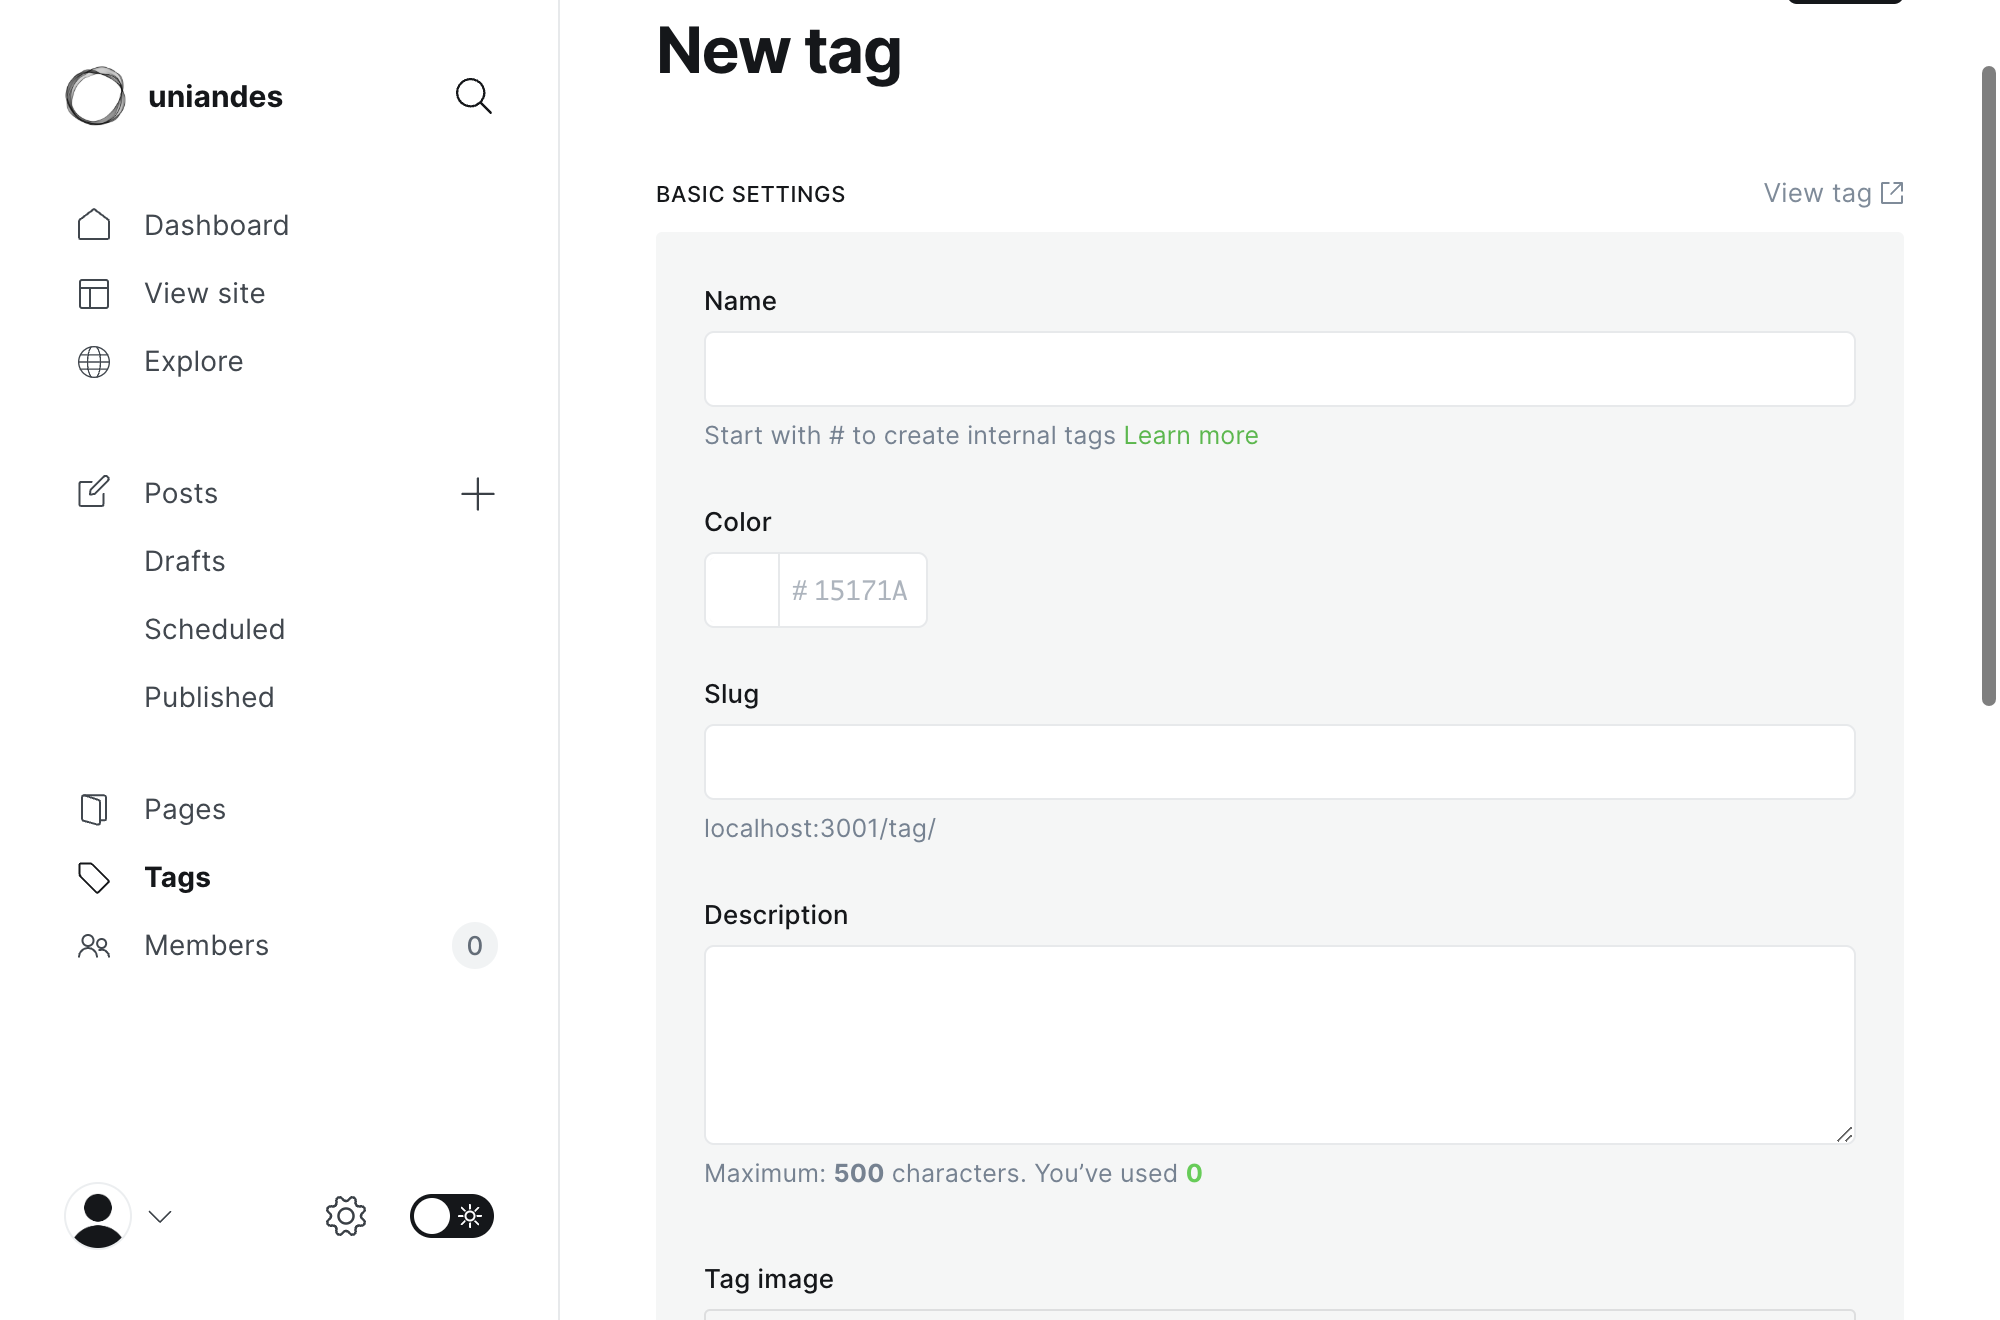 uniandes
Dashboard
View site
Explore
Posts
Drafts
Scheduled
Published
Pages
Tags
Members
0
New tag
BASIC SETTINGS
View tag
Name
Start with # to create internal tags Learn more
Color
# 15171A
Slug
localhost:3001/tag/
Description
Maximum: 500 characters. You’ve used 0
Tag image